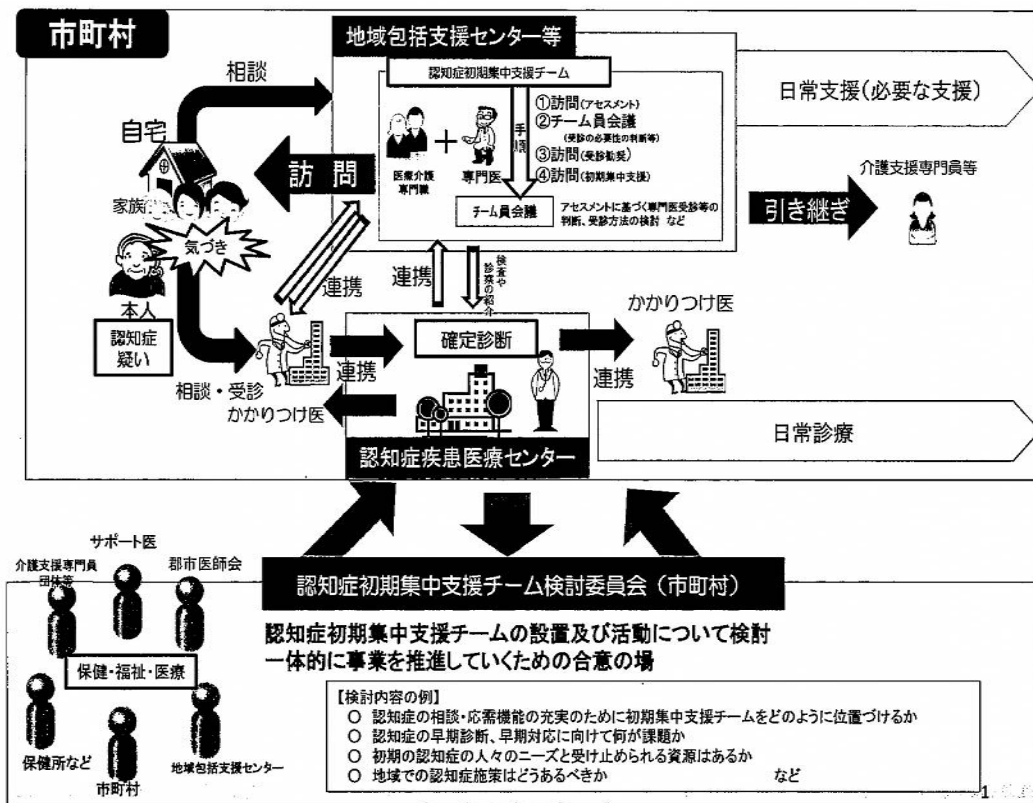 市町村
地域包括支援センター等
相談
認知症初期集中支援チーム
日常支援(必要な支援)
自宅
訪問
医療介護
専門職
専門医
手順
①訪問(アセスメント)
②チーム員会議
(受診の必要性の判断等)
③訪問(受診勧奨)
④訪問(初期集中支援)
チーム員会議
アセスメントに基づく専門医受診等の
判断、受診方法の検討 など
介護支援専門員等
引き継ぎ
家族
気づき
本人
認知症
疑い
連携
連携
検査や
診察の紹介
確定診断
かかりつけ医
連携
連携
相談・受診
かかりつけ医
認知症疾患医療センター
日常診療
サポート医
介護支援専門員
団体等
郡市医師会
保健・福祉・医療
保健所など
市町村
地域包括支援センター
認知症初期集中支援チーム検討委員会(市町村)
認知症初期集中支援チームの設置及び活動について検討
一体的に事業を推進していくための合意の場
【検討内容の例】
○ 認知症の相談・応需機能の充実のために初期集中支援チームをどのように位置づけるか
○ 認知症の早期診断、早期対応に向けて何が課題か
○ 初期の認知症の人々のニーズと受け止められる資源はあるか
○ 地域での認知症施策はどうあるべきか など
1